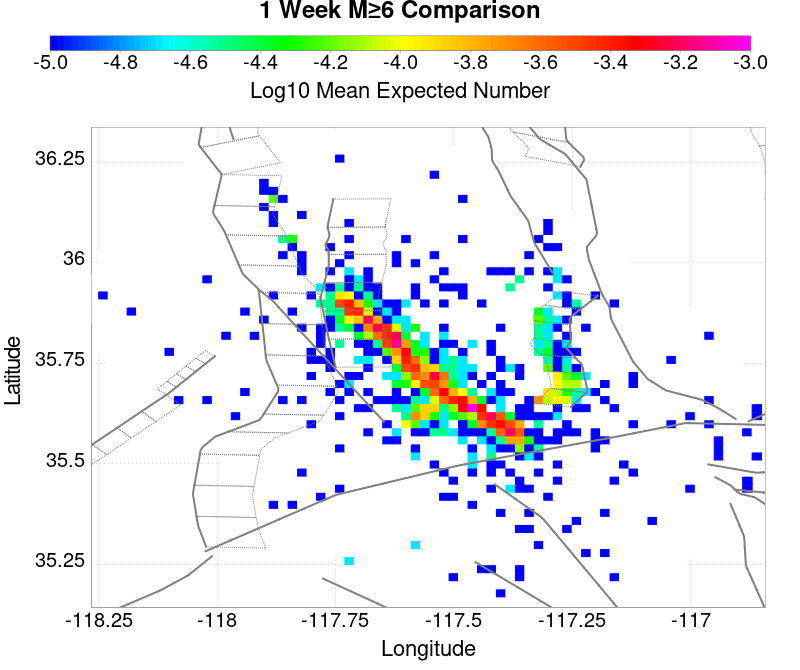 1 Week M≥6 Comparison
-5.0 -4.8 -4.6 -4.4 -4.2 -4.0 -3.8 -3.6 -3.4 -3.2 -3.0
Log10 Mean Expected Number
36.25
36
35.75
35.5
35.25
Latitude
-118.25 -118 -117.75 -117.5 -117.25 -117
Longitude